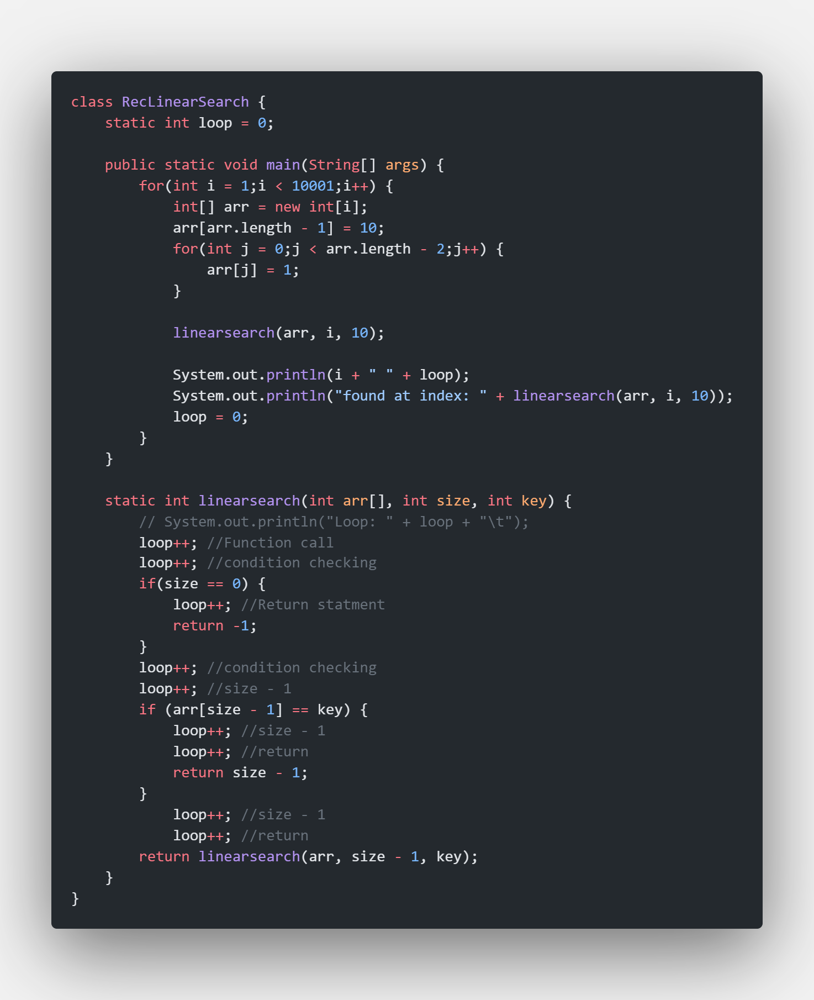 class RecLinearSearch {
    static int loop = 0;

    public static void main(String[] args) {
        for(int i = 1;i < 10001;i++) {
            int[] arr = new int[i];
            arr[arr.length - 1] = 10;
            for(int j = 0;j < arr.length - 2;j++) {
                arr[j] = 1;
            }

            linearsearch(arr, i, 10);

            System.out.println(i + " " + loop);
            System.out.println("found at index: " + linearsearch(arr, i, 10));
            loop = 0;
        }
    }

    static int linearsearch(int arr[], int size, int key) {
        // System.out.println("Loop: " + loop + "\t");
        loop++; //Function call
        loop++; //condition checking
        if(size == 0) {
            loop++; //Return statment
            return -1;
        }
        loop++; //condition checking
        loop++; //size - 1
        if (arr[size - 1] == key) {
            loop++; //size - 1
            loop++; //return
            return size - 1;
        }
            loop++; //size - 1
            loop++; //return
        return linearsearch(arr, size - 1, key);
    }
}